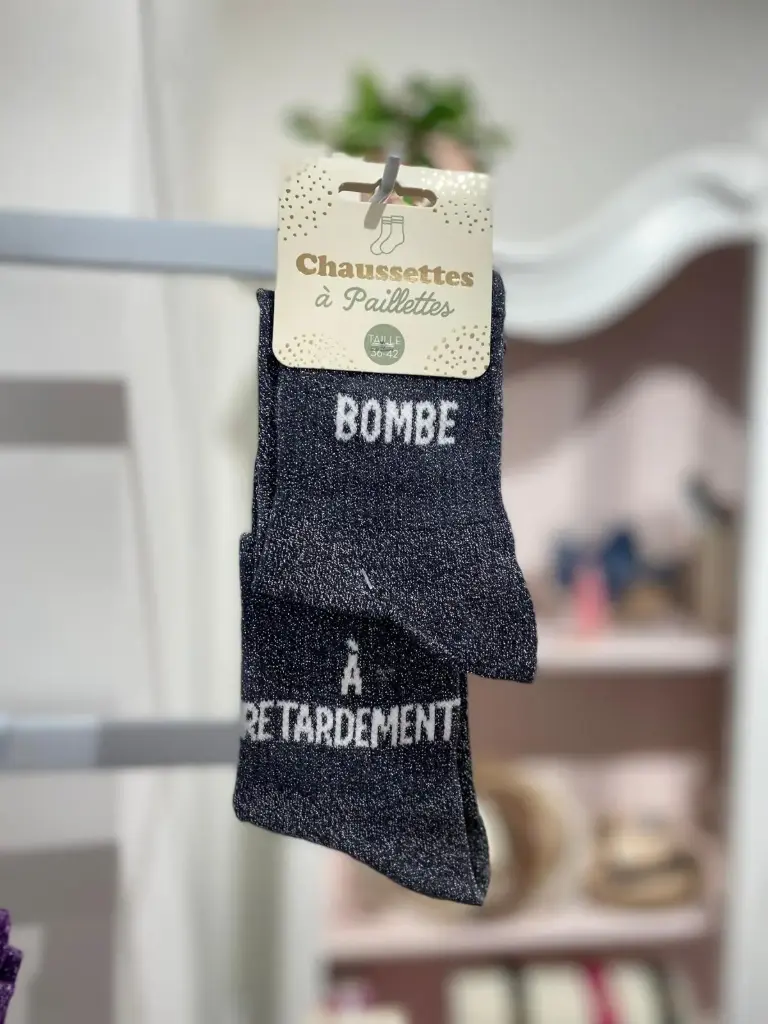 Chaussettes
à Paillettes
TAILLE
36-42
BOMBE
À
RETARDEMENT